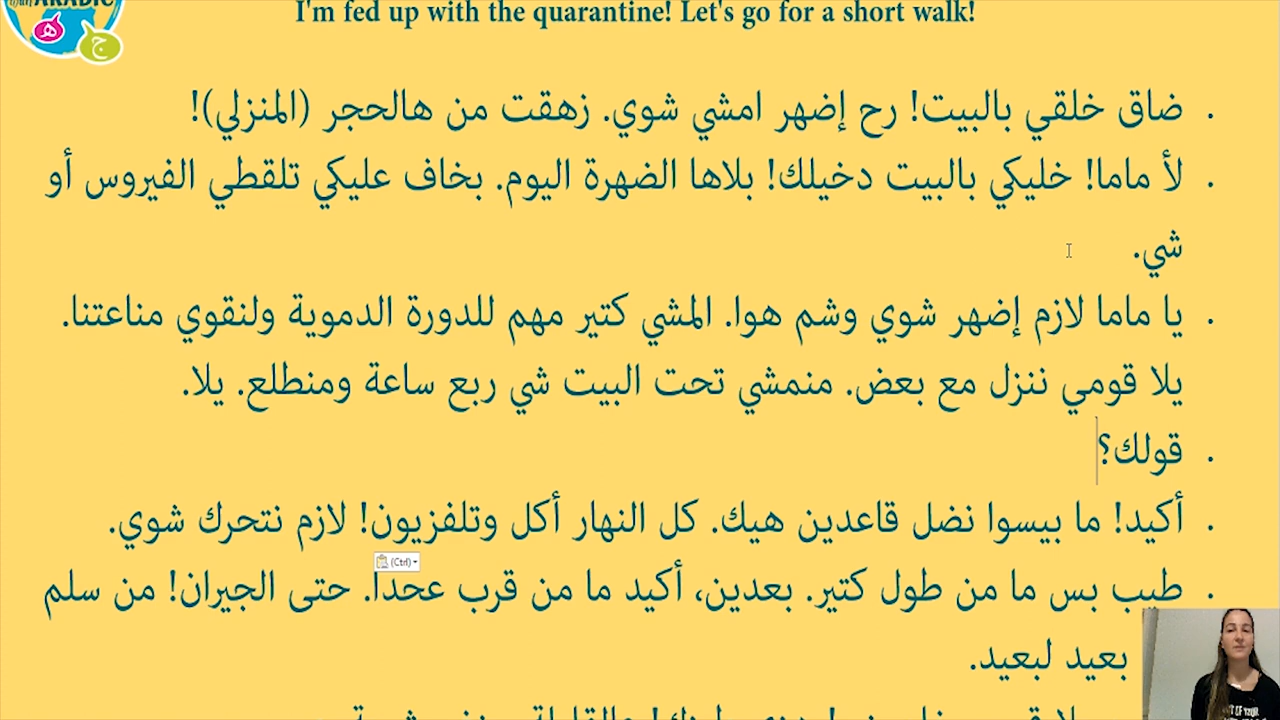 ARABIC
هـ
ج
I'm fed up with the quarantine! Let's go for a short walk!
. ضاق خلقي بالبيت! رح إضهر امشي شوي. زهقت من هالحجر (المنزلي)!
. لأ ماما! خليكي بالبيت دخيلك! بلاها الضهرة اليوم. بخاف عليكي تلقطي الفيروس أو
شي.
. يا ماما لازم إضهر شوي وشم هوا. المشي كتير مهم للدورة الدموية ولنقوي مناعتنا.
يلا قومي ننزل مع بعض. منمشي تحت البيت شي ربع ساعة ومنطلع. يلا.
. قولك؟
. أكيد! ما بيسوا نضل قاعدين هيك. كل النهار أكل وتلفزيون! لازم نتحرك شوي.
(Ctrl)
. طيب بس ما من طول كتير. بعدين، أكيد ما من قرب عحدا. حتى الجيران! من سلم
بعيد لبعيد.